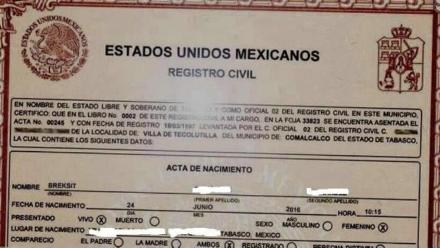 ESTADOS UNIDOS MEXICANOS
ESTADOS UNIDOS MEXICANOS
REGISTRO CIVIL
EN NOMBRE DEL ESTADO LIBRE Y SOBERANO DE Y COMO OFICIAL 02 DEL REGISTRO CIVIL EN ESTE MUNICIPIO,
CERTIFICO: QUE EN EL LIBRO No 0002 DE ESTE REGISTRO CIVIL A MI CARGO, EN LA FOJA 33823 SE ENCUENTRA ASENTADA EL
ACTA No. 00245 Y CON FECHA DE REGISTRO LEVANTADA POR EL C. OFICIAL 02 DEL REGISTRO CIVIL C.
DE LA LOCALIDAD DE VILLA DE TECOLUTILLA DEL MUNICIPIO DE COMALCALCO DEL ESTADO DE TABASCO,
LA CUAL CONTIENE LOS SIGUIENTES DATOS:
ACTA DE NACIMIENTO
NOMBRE BREKSIT
(PRIMER APELLIDO) (SEGUNDO APELLIDO)
FECHA DE NACIMIENTO 24 JUNIO 2016 HORA 10:15
DIA MES AÑO
PRESENTADO VIVO X MUERTO SEXO MASCULINO FEMENINO X
LUGAR DE NACIMIENTO TABASCO, MEXICO
COMPARECIO EL PADRE LA MADRE AMBOS X REGISTRADO PERSONA DISTINTA